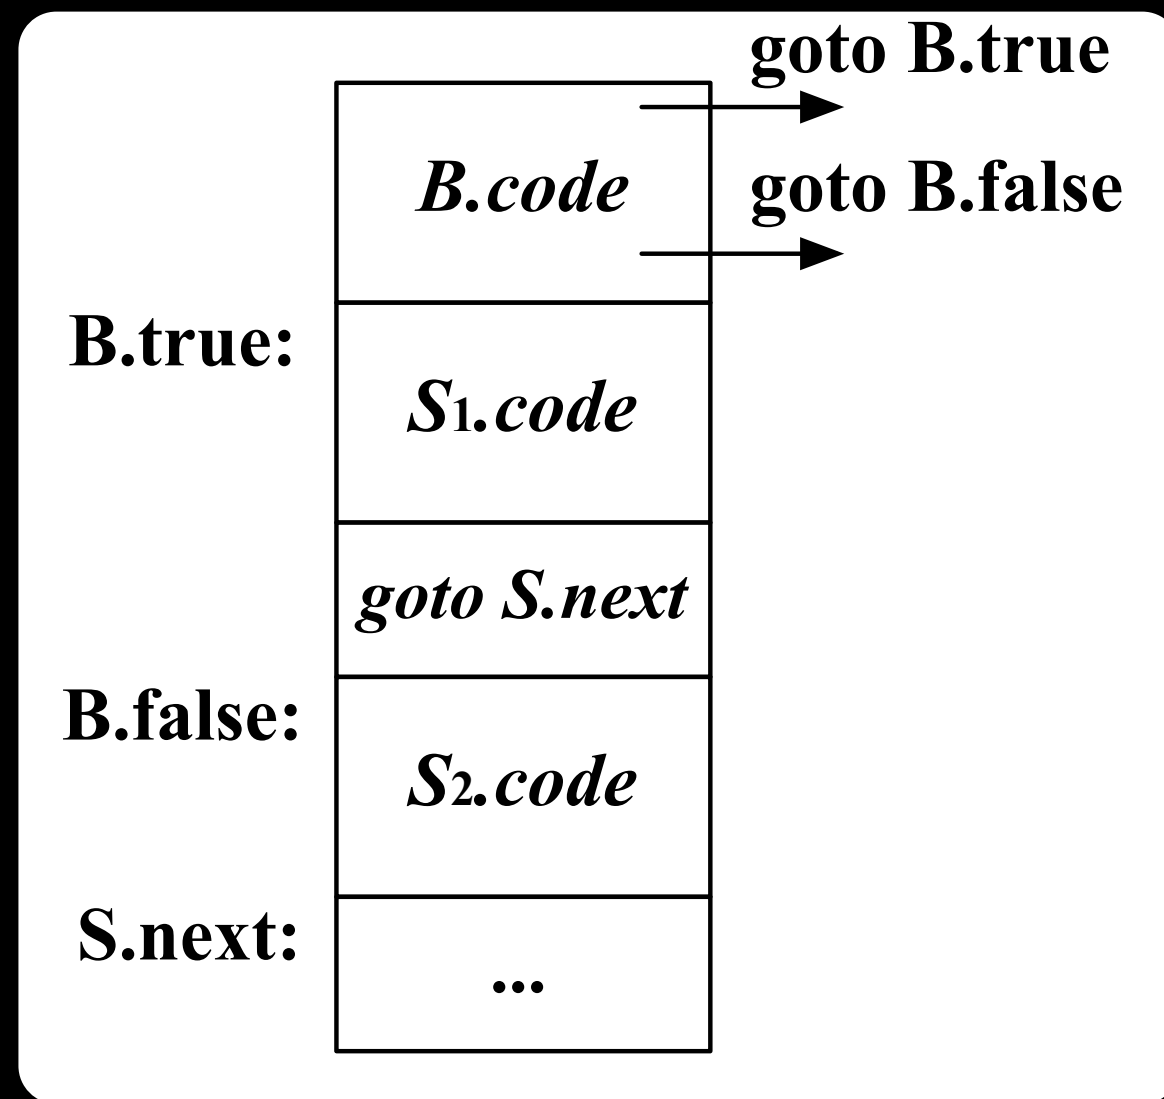 goto B.true
B.code
goto B.false
B.true:
S1.code
goto S.next
B.false:
S2.code
S.next:
...